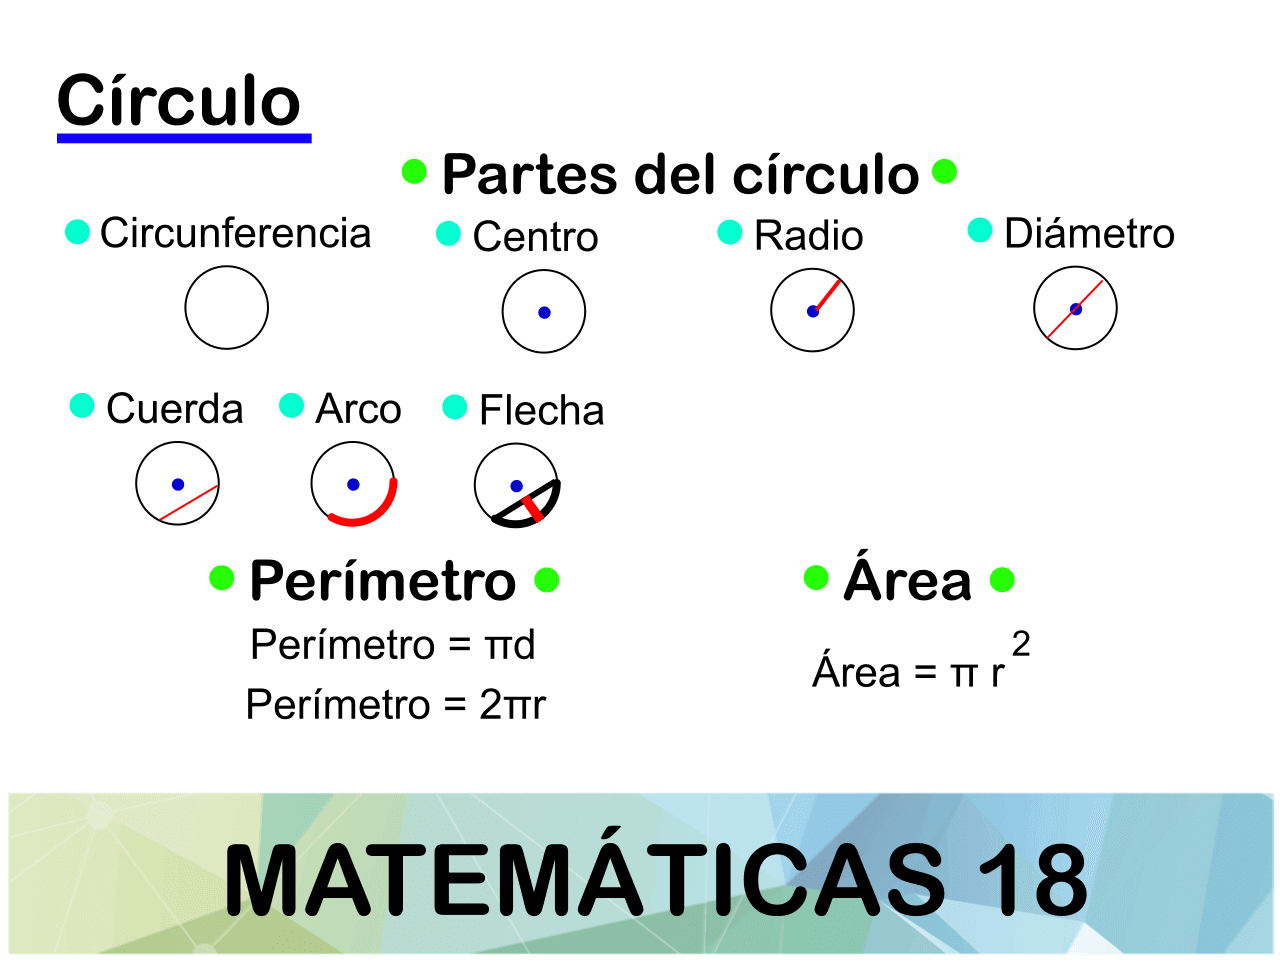 Círculo
Partes del círculo
Circunferencia
Centro
Radio
Diámetro
Cuerda
Arco
Flecha
Perímetro
Perímetro = πd
Perímetro = 2πr
Área
Área = π r²
MATEMÁTICAS 18